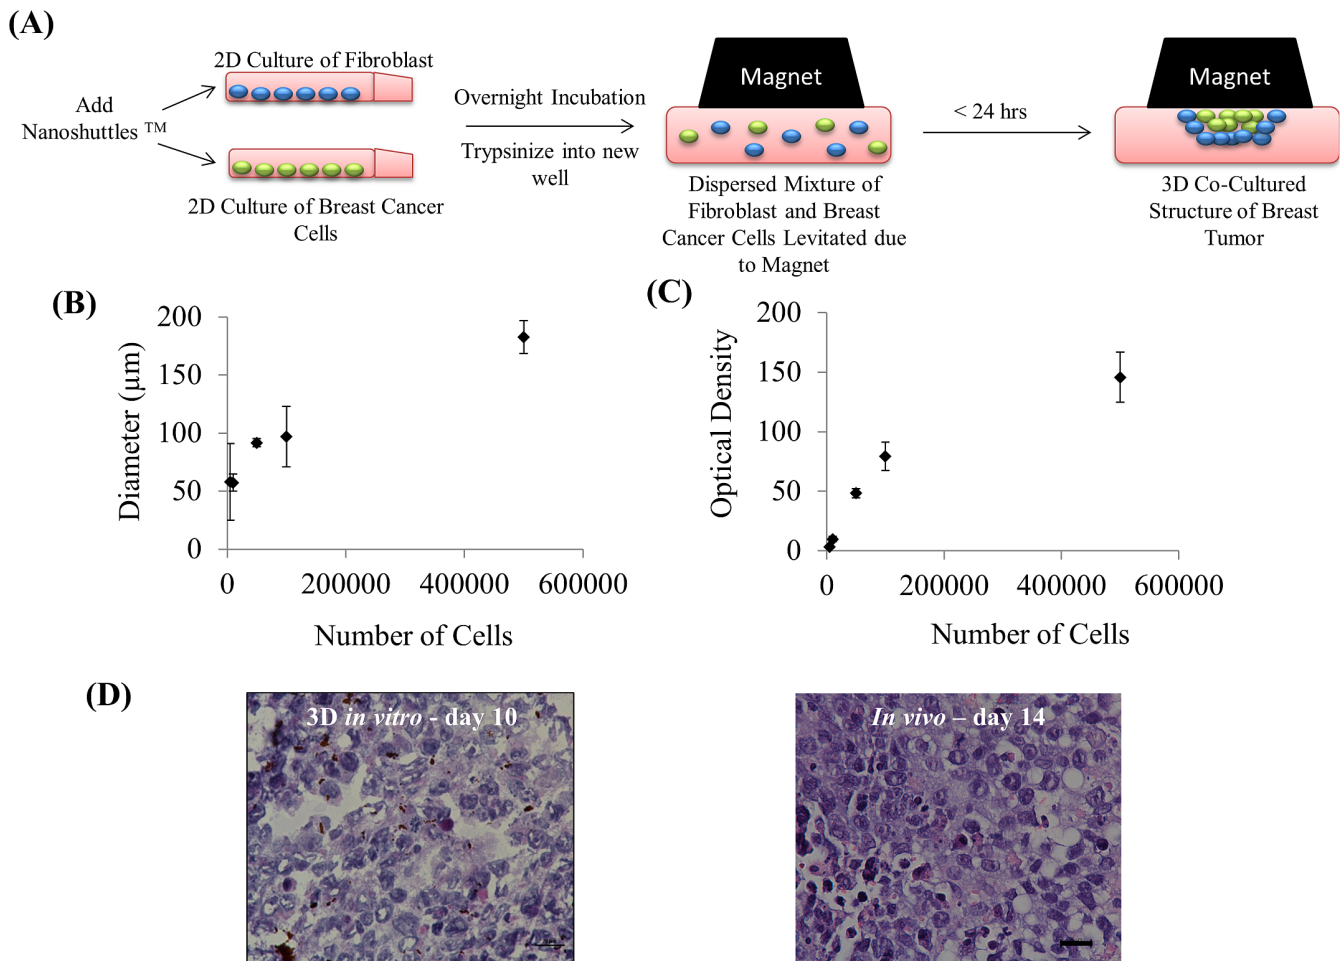 (A)
2D Culture of Fibroblast
Add
Nanoshuttles ™
2D Culture of Breast Cancer
Cells
Overnight Incubation
Trypsinize into new
well
Magnet
Dispersed Mixture of
Fibroblast and Breast
Cancer Cells Levitated due
to Magnet
< 24 hrs
Magnet
3D Co-Cultured
Structure of Breast
Tumor
(B)
Diameter (µm)
200
150
100
50
0
0 200000 400000 600000
Number of Cells
(C)
Optical Density
200
150
100
50
0
0 200000 400000 600000
Number of Cells
(D)
3D in vitro - day 10
In vivo – day 14